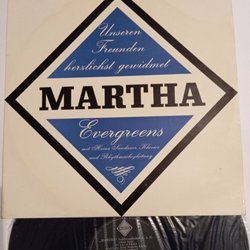 Unseren
Freunden
herzlichst gewidmet
MARTHA
Evergreens
mit Heinz Sandauer, Klavier
und Rhythmusbegleitung